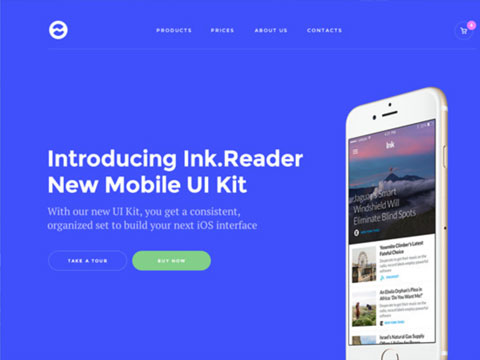 PRODUCTS PRICES ABOUT US CONTACTS
Introducing Ink.Reader
New Mobile UI Kit
With our new UI Kit, you get a consistent,
organized set to build your next iOS interface
TAKE A TOUR
BUY NOW
Ink
Jaguar's Smart
Windshield Will
Eliminate Blind Spots
Yosemite Climber's Latest
Fateful Choice
An Ebola Orphan's Plea in
Africa: 'Do You Want Me?'
Israel's Natural Gas Supply